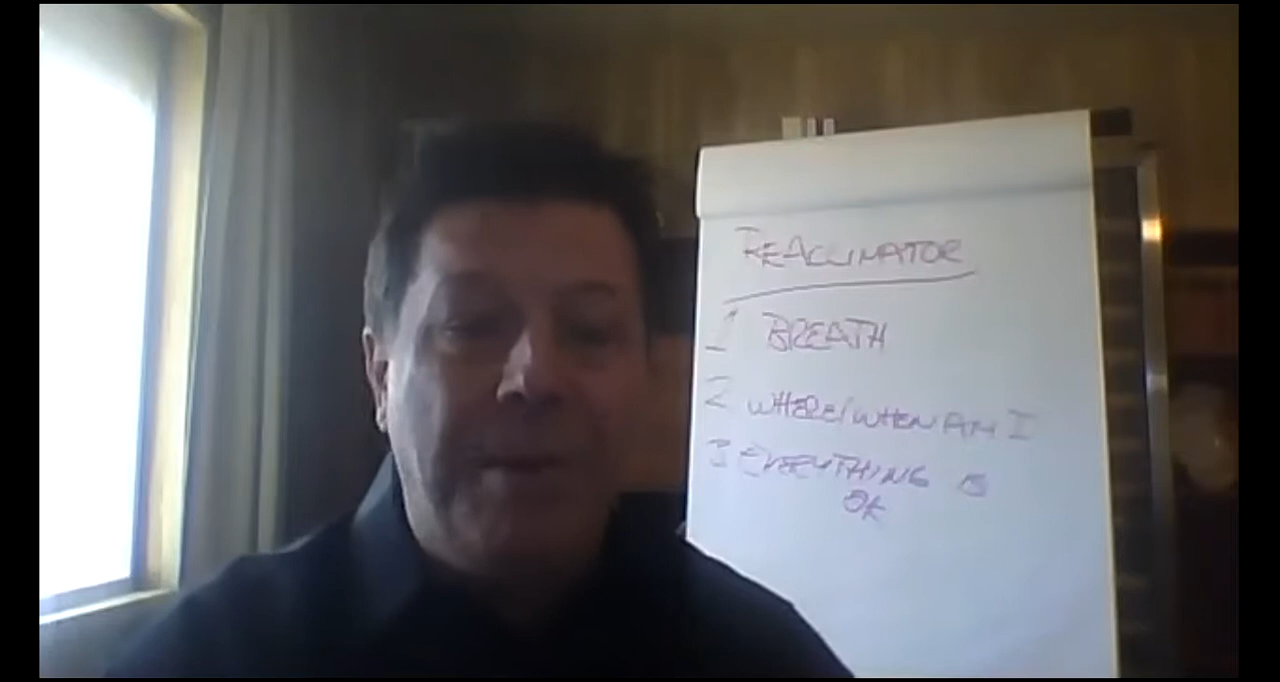 REACLIMATOR
1 BREATH
2 WHERE/WHEN AM I
3 EVERYTHING IS
OK